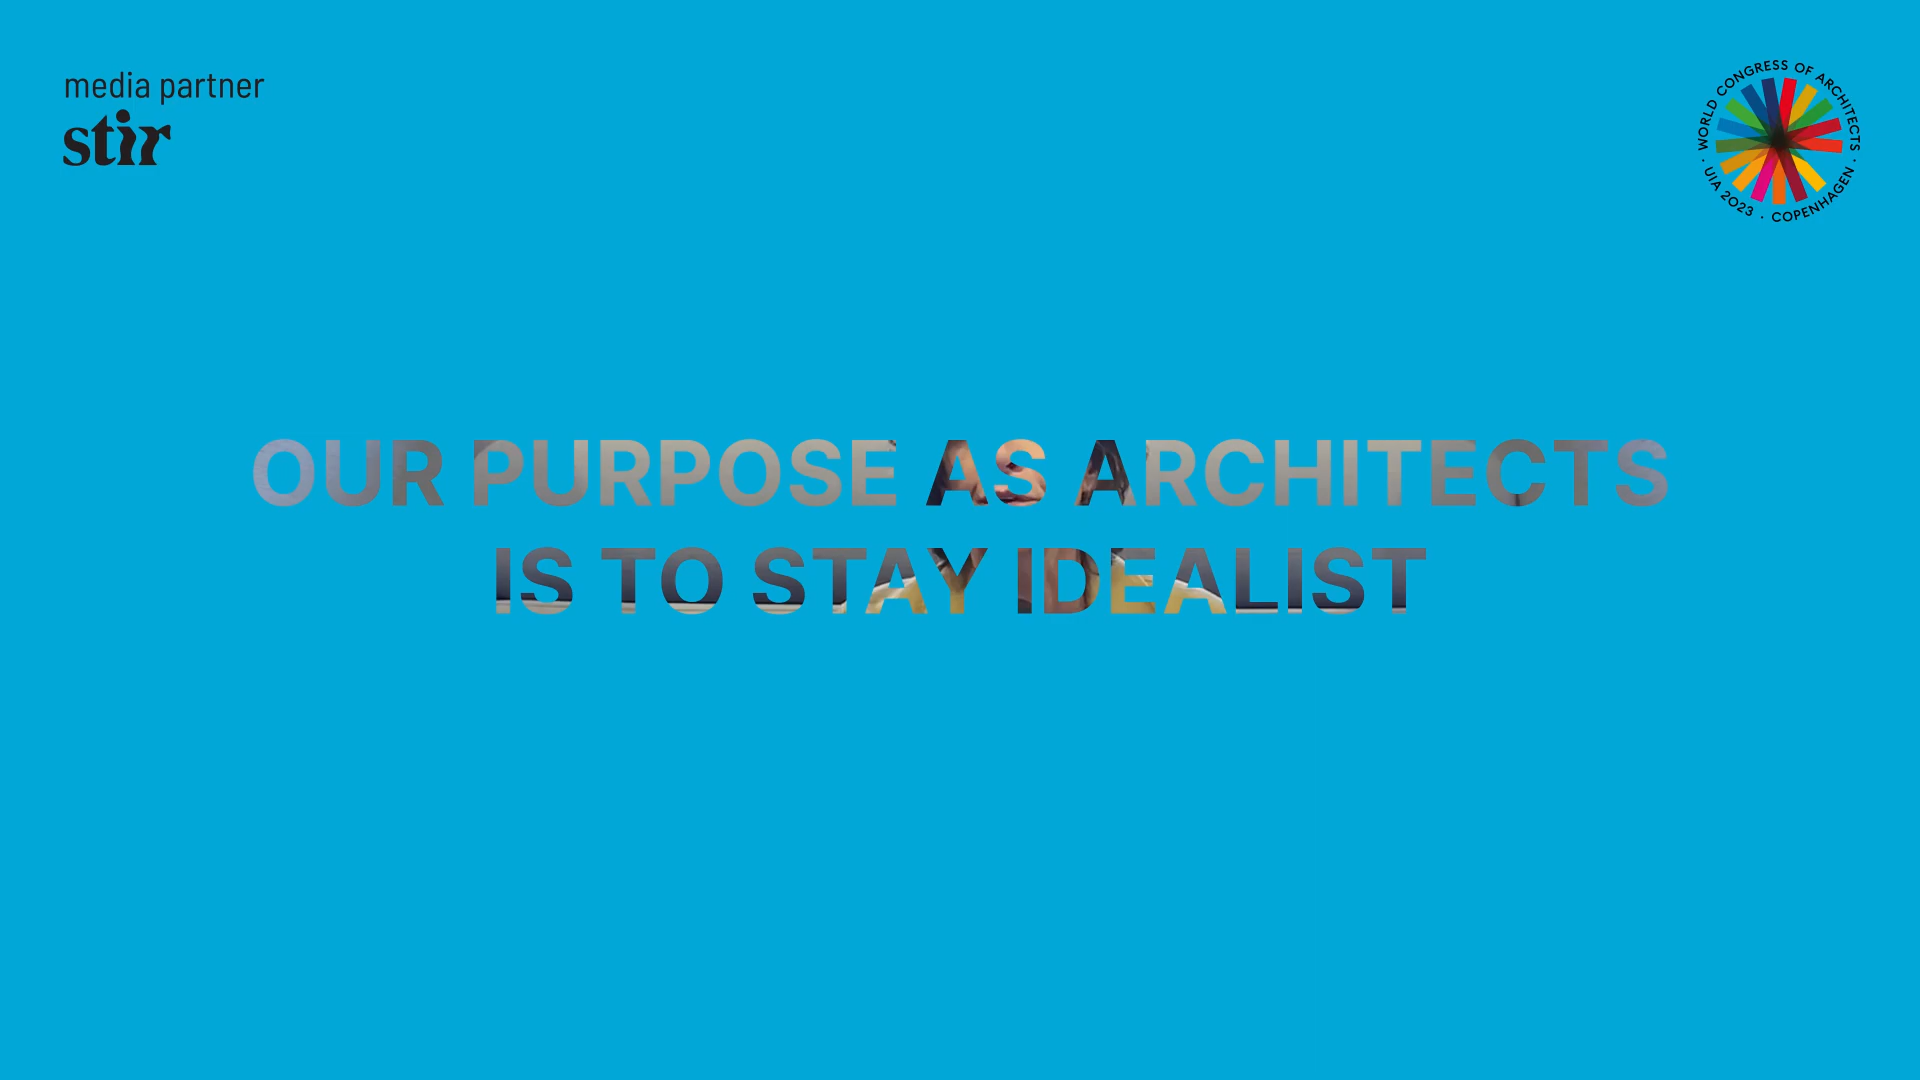 media partner
stir
WORLD CONGRESS OF ARCHITECTS
· UIA 2023 · COPENHAGEN ·
OUR PURPOSE AS ARCHITECTS
IS TO STAY IDEALIST